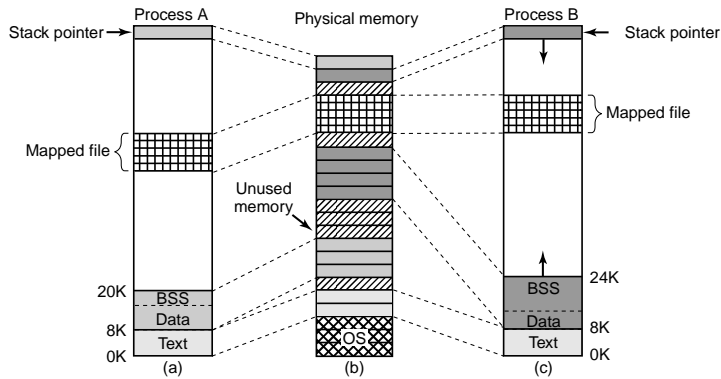 Process A
Physical memory
Process B
Stack pointer
Stack pointer
Mapped file
Mapped file
Unused
memory
20K
24K
BSS
BSS
Data
Data
8K
8K
Text
OS
Text
0K
0K
(a)
(b)
(c)